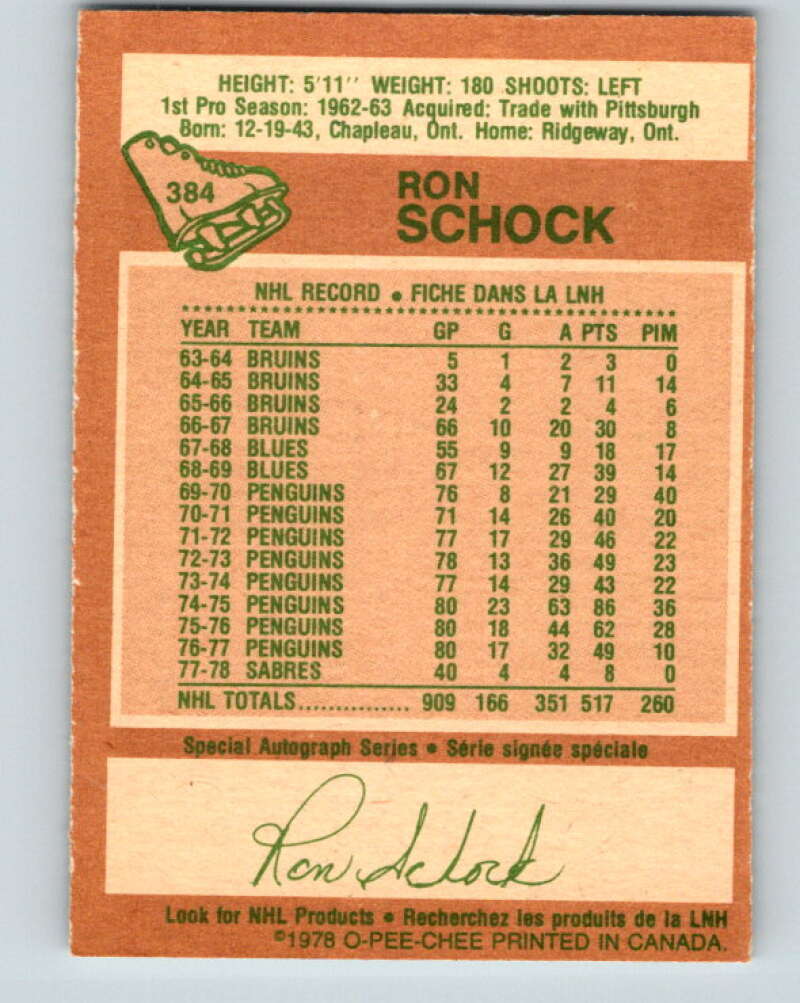 HEIGHT: 5'11'' WEIGHT: 180 SHOOTS: LEFT
1st Pro Season: 1962-63 Acquired: Trade with Pittsburgh
Born: 12-19-43, Chapleau, Ont. Home: Ridgeway, Ont.
384
RON
SCHOCK
NHL RECORD • FICHE DANS LA LNH
YEAR TEAM GP G A PTS PIM
63-64 BRUINS 5 1 2 3 0
64-65 BRUINS 33 4 7 11 14
65-66 BRUINS 24 2 2 4 6
66-67 BRUINS 66 10 20 30 8
67-68 BLUES 55 9 9 18 17
68-69 BLUES 67 12 27 39 14
69-70 PENGUINS 76 8 21 29 40
70-71 PENGUINS 71 14 26 40 20
71-72 PENGUINS 77 17 29 46 22
72-73 PENGUINS 78 13 36 49 23
73-74 PENGUINS 77 14 29 43 22
74-75 PENGUINS 80 23 63 86 36
75-76 PENGUINS 80 18 44 62 28
76-77 PENGUINS 80 17 32 49 10
77-78 SABRES 40 4 4 8 0
NHL TOTALS............... 909 166 351 517 260
Special Autograph Series • Série signée spéciale
Ron Schock
Look for NHL Products • Recherchez les produits de la LNH
©1978 O-PEE-CHEE PRINTED IN CANADA.